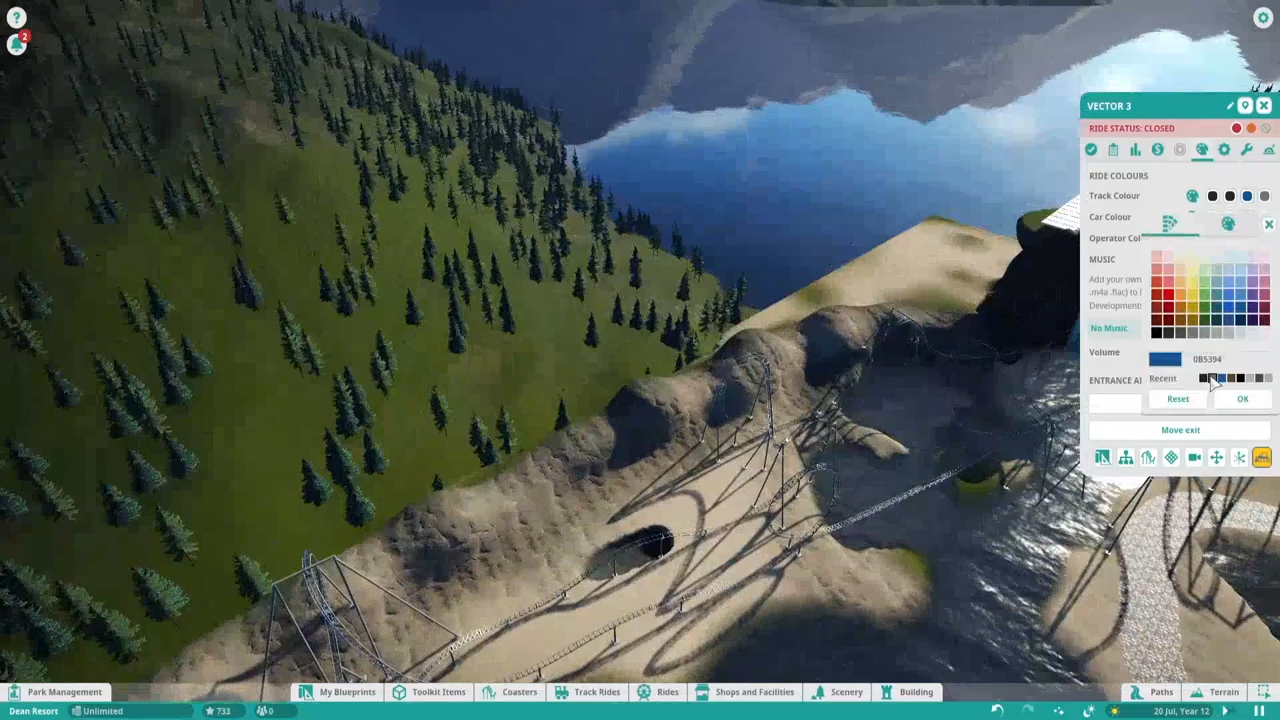 2
VECTOR 3
RIDE STATUS: CLOSED
RIDE COLOURS
Track Colour
Car Colour
Operator Col
MUSIC
Add your own
.m4a .flac) to
Development
No Music
Volume
0B5394
ENTRANCE A
Recent
Reset
OK
Move exit
Park Management
My Blueprints
Toolkit Items
Coasters
Track Rides
Rides
Shops and Facilities
Scenery
Building
Paths
Terrain
Dean Resort
Unlimited
733
0
20 Jul, Year 12